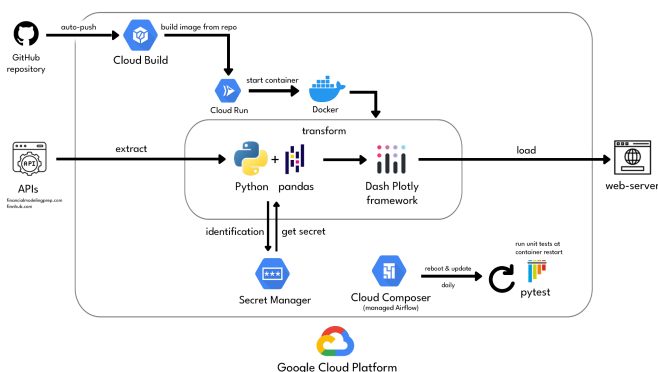 auto-push
build image from repo
GitHub
repository
Cloud Build
start container
Cloud Run
Docker
transform
extract
load
API
APIs
financialmodelingprep.com
finnhub.com
+
Python
pandas
Dash Plotly
framework
web-server
identification
get secret
***
Secret Manager
Cloud Composer
(managed Airflow)
reboot & update
daily
run unit tests at
container restart
pytest
Google Cloud Platform